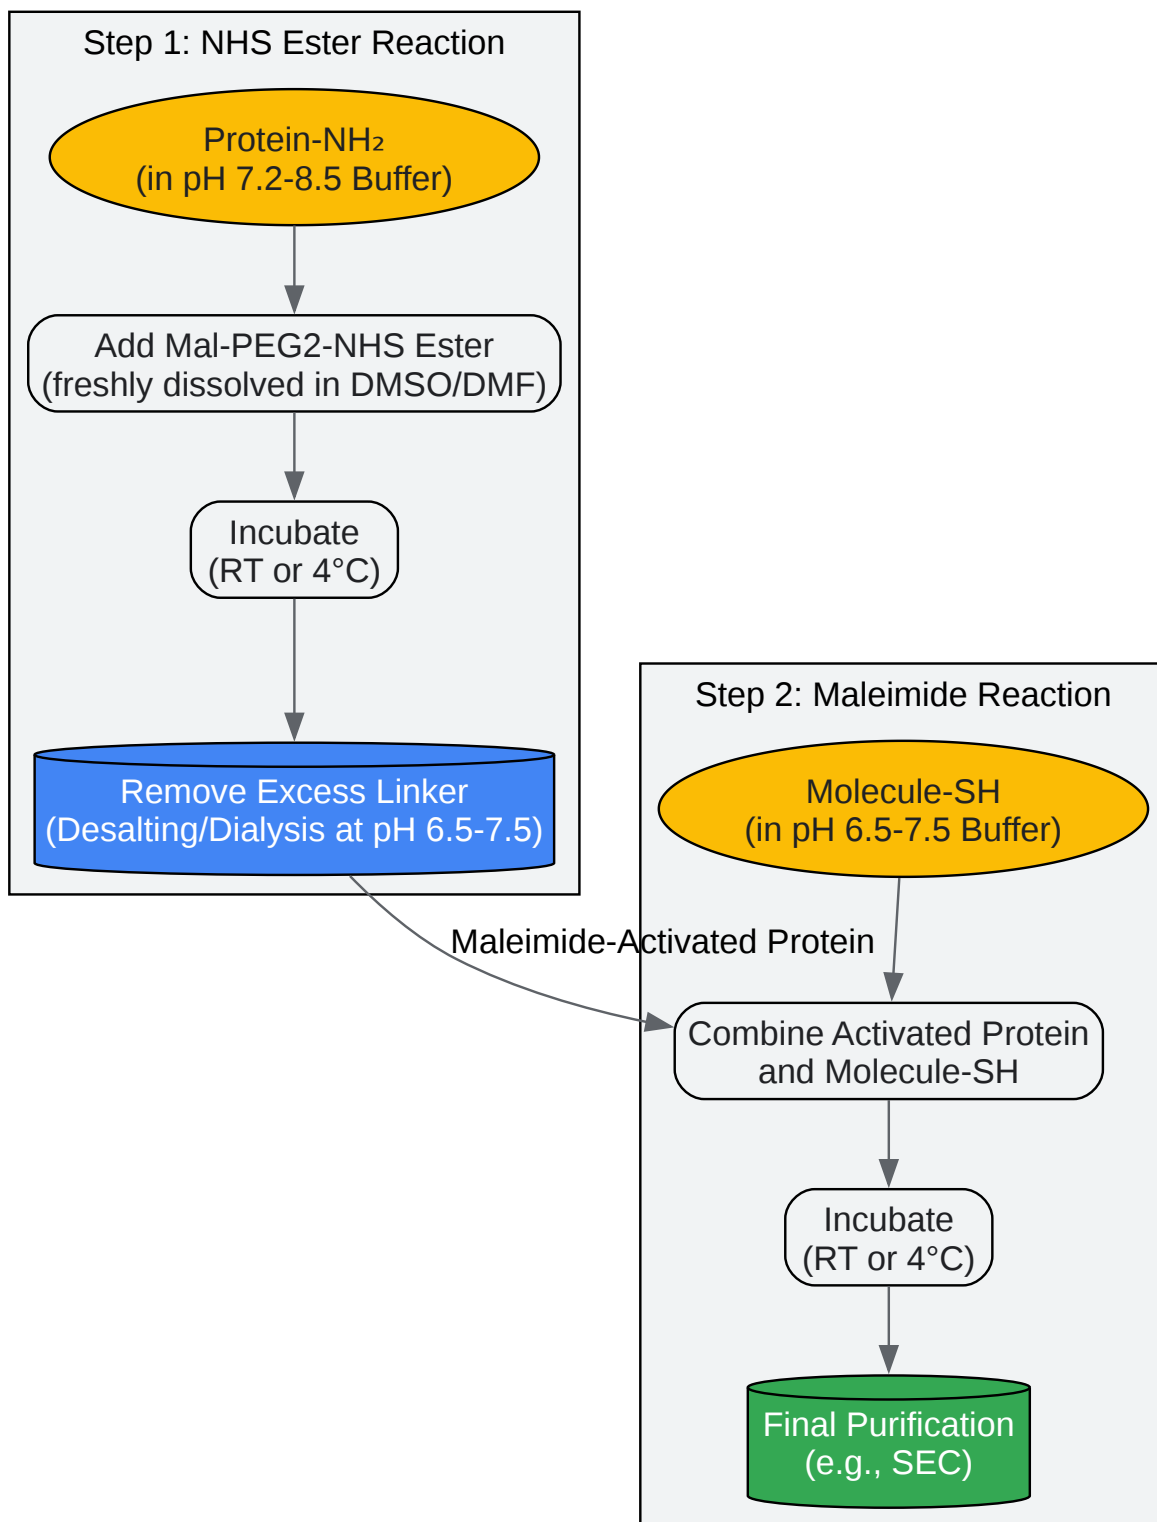 Step 1: NHS Ester Reaction
Protein-NH₂
(in pH 7.2-8.5 Buffer)
Add Mal-PEG2-NHS Ester
(freshly dissolved in DMSO/DMF)
Incubate
(RT or 4°C)
Remove Excess Linker
(Desalting/Dialysis at pH 6.5-7.5)
Step 2: Maleimide Reaction
Molecule-SH
(in pH 6.5-7.5 Buffer)
Maleimide-Activated Protein
Combine Activated Protein
and Molecule-SH
Incubate
(RT or 4°C)
Final Purification
(e.g., SEC)